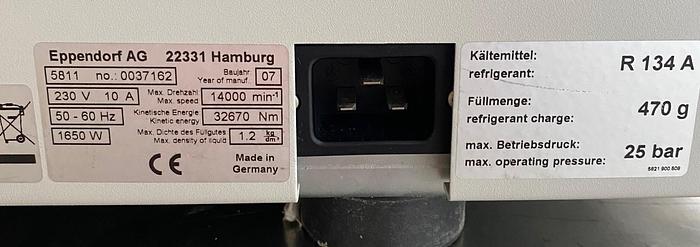 Eppendorf AG 22331 Hamburg
5811 no.: 0037162 Baujahr Year of manuf. 07
230 V 10 A Max. Drehzahl Max. speed 14000 min⁻¹
50 - 60 Hz Kinetische Energie Kinetic energy 32670 Nm
1650 W Max. Dichte des Füllgutes Max. density of liquid 1.2 kg/dm³
CE Made in
Germany
Kältemittel:
refrigerant: R 134 A
Füllmenge:
refrigerant charge: 470 g
max. Betriebsdruck:
max. operating pressure: 25 bar
5821 900 608